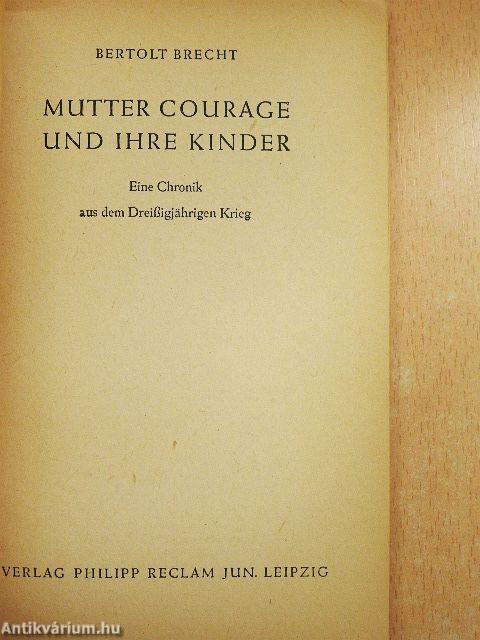 BERTOLT BRECHT
MUTTER COURAGE
UND IHRE KINDER
Eine Chronik
aus dem Dreißigjährigen Krieg
VERLAG PHILIPP RECLAM JUN. LEIPZIG
Antikvárium.hu